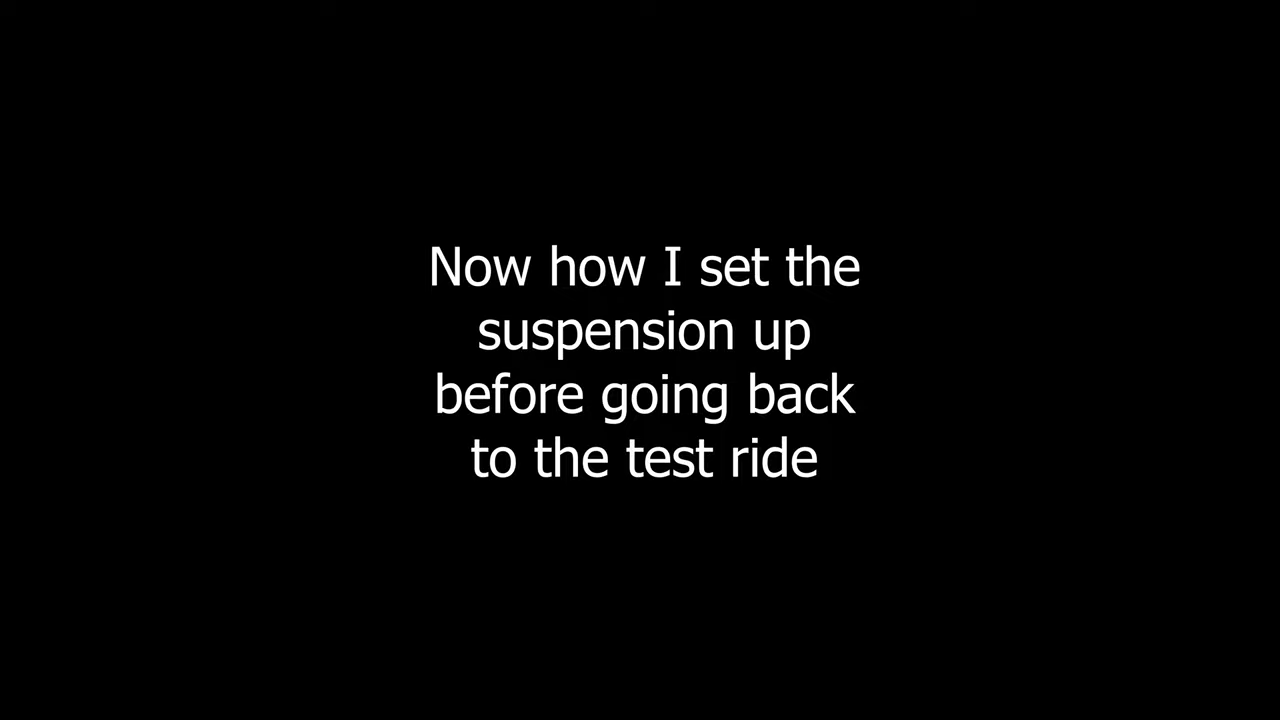 Now how I set the
suspension up
before going back
to the test ride